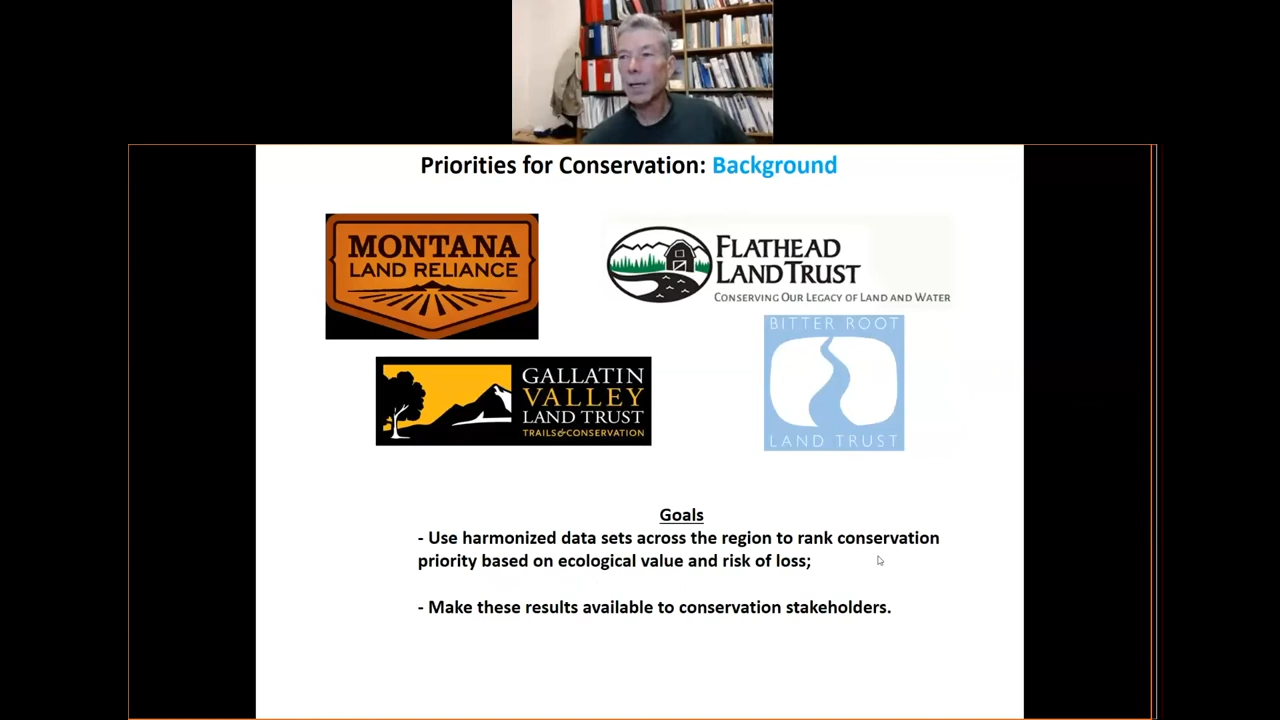 Priorities for Conservation: Background
MONTANA
LAND RELIANCE
FLATHEAD
LAND TRUST
CONSERVING OUR LEGACY OF LAND AND WATER
BITTER ROOT
LAND TRUST
GALLATIN
VALLEY
LAND TRUST
TRAILS & CONSERVATION
Goals
- Use harmonized data sets across the region to rank conservation
priority based on ecological value and risk of loss;
- Make these results available to conservation stakeholders.